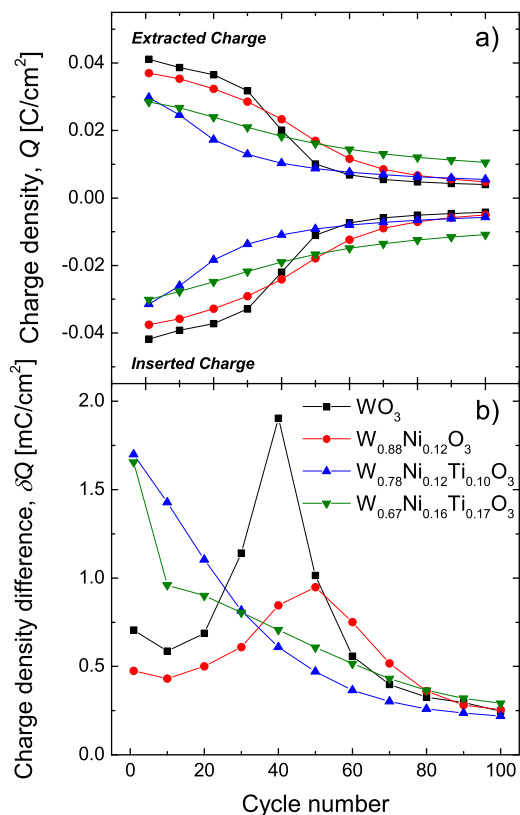 Extracted Charge
a)
0.04
0.02
0.00
-0.02
-0.04
Charge density, Q [C/cm²]
Inserted Charge
b)
WO₃
W₀.₈₈Ni₀.₁₂O₃
W₀.₇₈Ni₀.₁₂Ti₀.₁₀O₃
W₀.₆₇Ni₀.₁₆Ti₀.₁₇O₃
2.0
1.5
1.0
0.5
0.0
Charge density difference, δQ [mC/cm²]
0 20 40 60 80 100
Cycle number